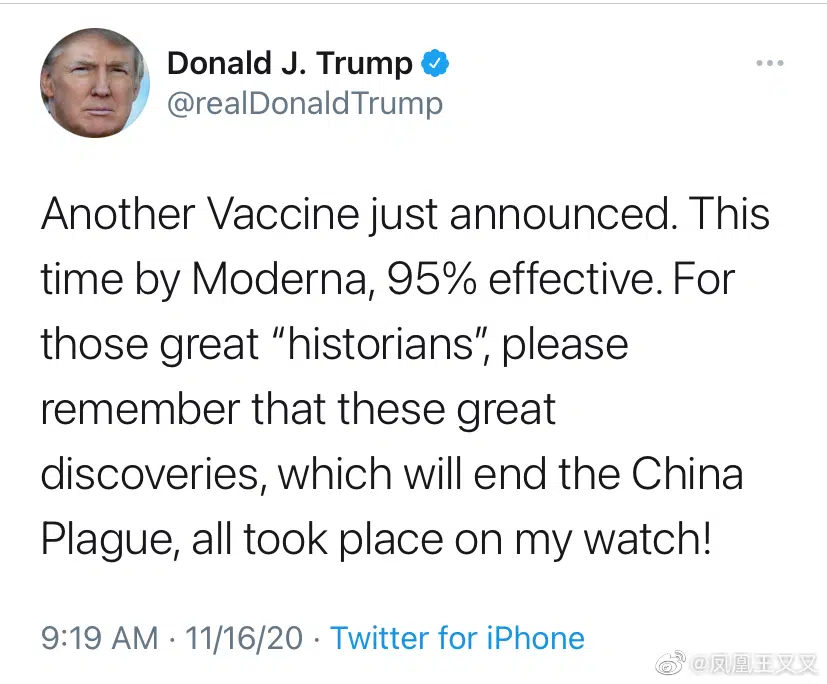 Donald J. Trump
@realDonaldTrump
Another Vaccine just announced. This
time by Moderna, 95% effective. For
those great “historians”, please
remember that these great
discoveries, which will end the China
Plague, all took place on my watch!
9:19 AM · 11/16/20 · Twitter for iPhone
@凤凰王又又